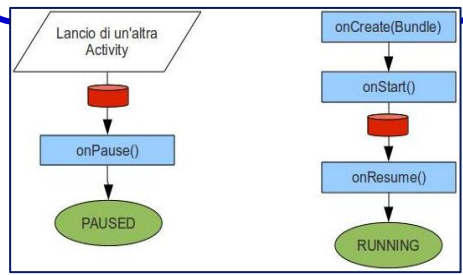 Lancio di un'altra
Activity
onPause()
PAUSED
onCreate(Bundle)
onStart()
onResume()
RUNNING